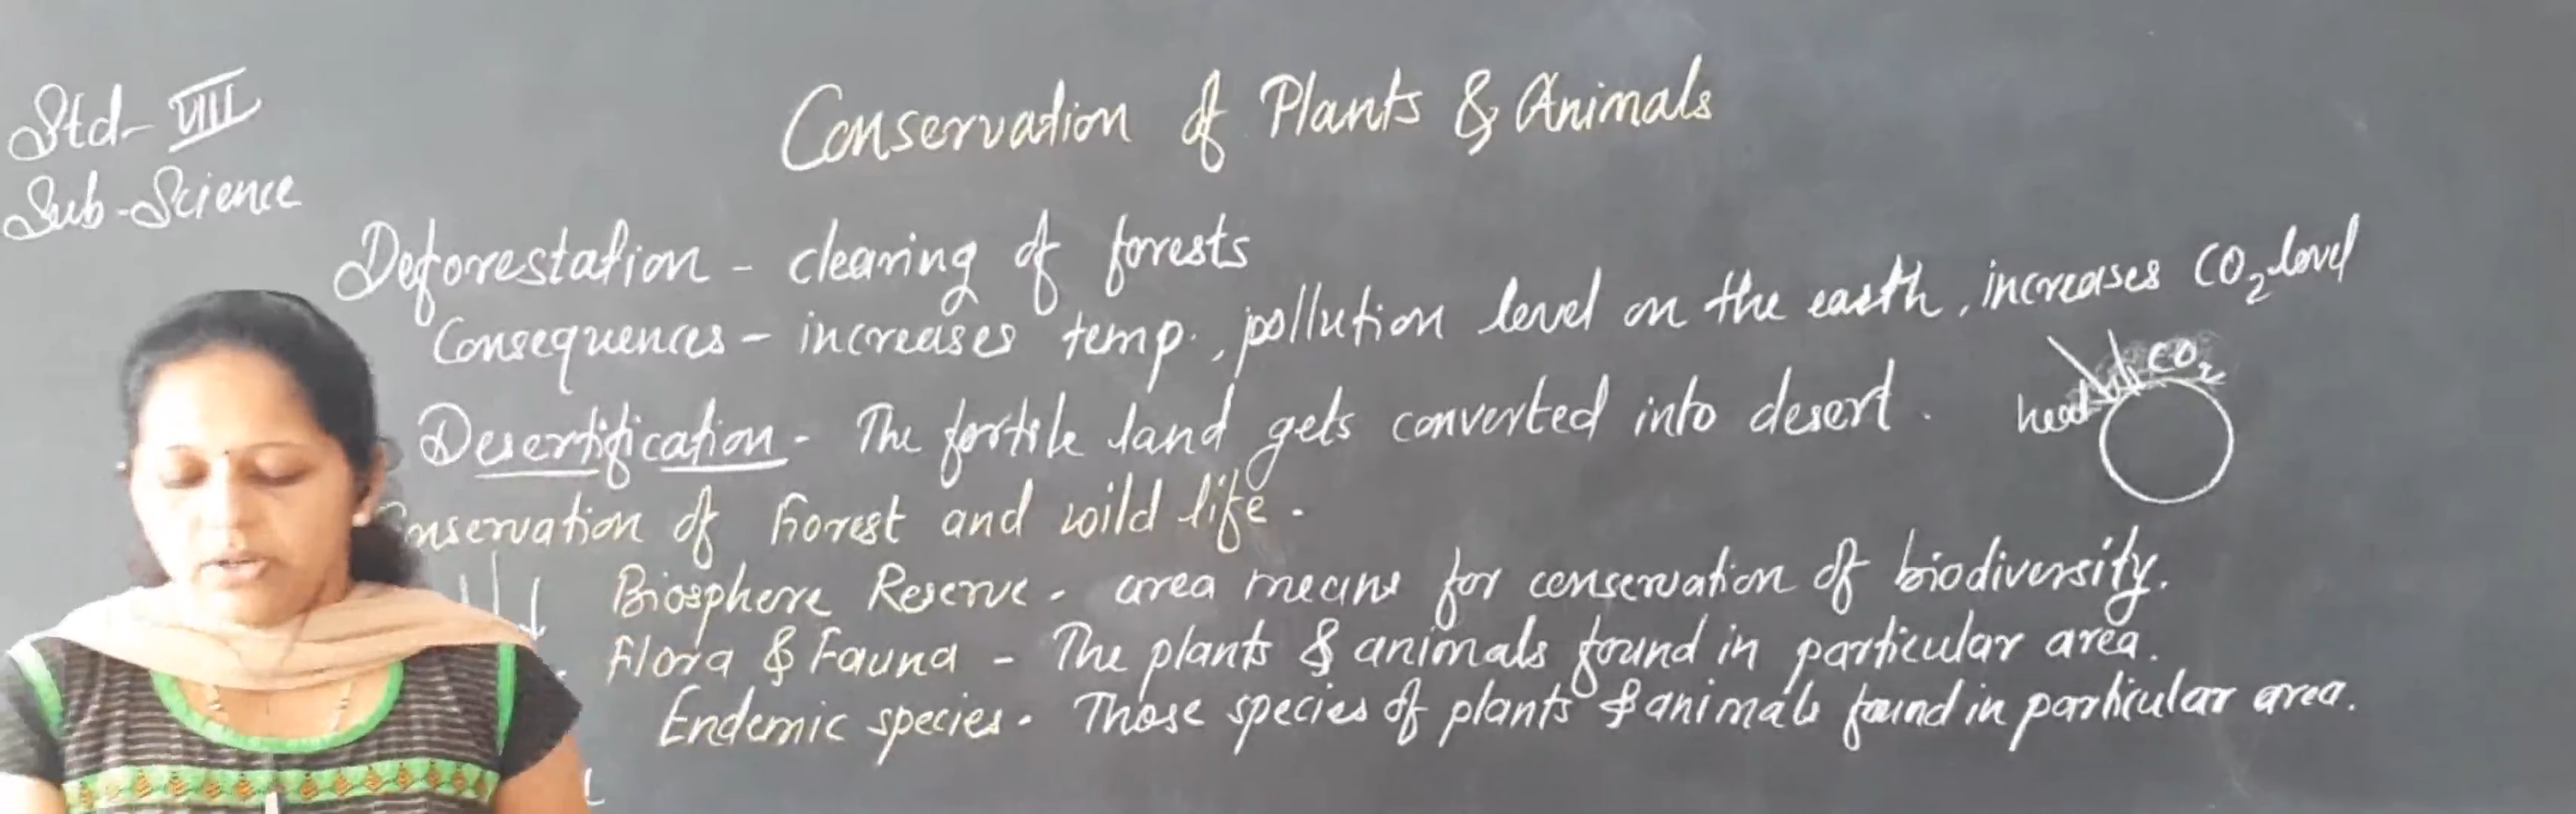 Std- VIII
Sub-Science
Conservation of Plants & Animals
Deforestation - clearing of forests
Consequences - increases temp., pollution level on the earth, increases CO2 level
CO2
heat
Desertification - The fertile land gets converted into desert.
onservation of Forest and wild life.
Biosphere Reserve - area means for conservation of biodiversity.
Flora & Fauna - The plants & animals found in particular area.
Endemic species - Those species of plants & animals found in particular area.